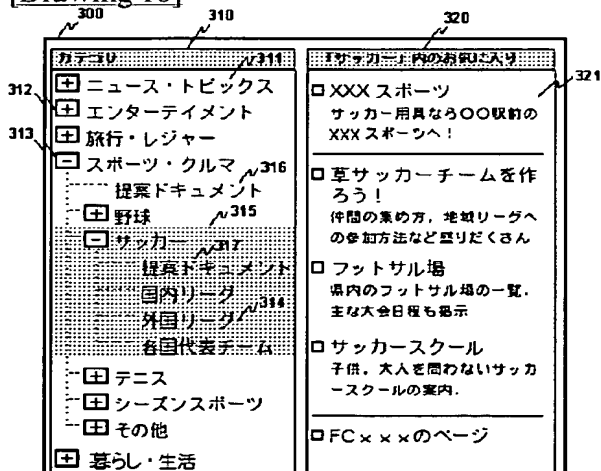 [Drawing 10]
300
310
320
カテゴリ
311
「サッカー」内のお気に入り
321
312
313
ニュース・トピックス
エンターテイメント
旅行・レジャー
スポーツ・クルマ
316
提案ドキュメント
野球
315
サッカー
317
提案ドキュメント
国内リーグ
314
外国リーグ
各国代表チーム
テニス
シーズンスポーツ
その他
暮らし・生活
XXX スポーツ
サッカー用具なら〇〇駅前の
XXX スポーツへ！
草サッカーチームを作
ろう！
仲間の集め方，地域リーグへ
の参加方法など盛りだくさん
フットサル場
県内のフットサル場の一覧．
主な大会日程も掲示
サッカースクール
子供，大人を問わないサッカ
ースクールの案内．
FC×××のページ